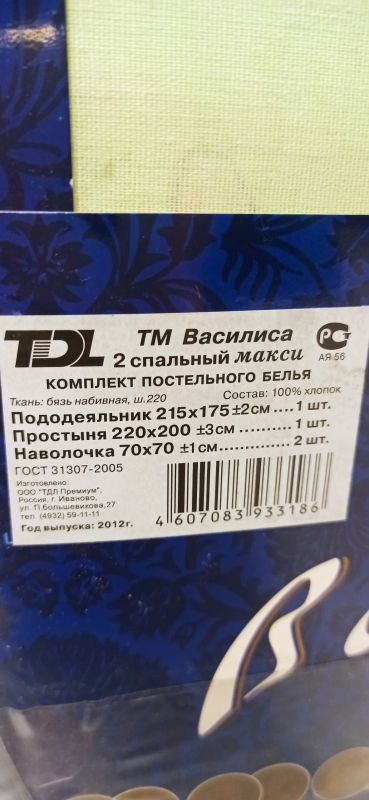 TDL
ТМ Василиса
2 спальный макси
РСТ
АЯ 56
КОМПЛЕКТ ПОСТЕЛЬНОГО БЕЛЬЯ
Ткань: бязь набивная, ш.220 Состав: 100% хлопок
Пододеяльник 215х175 ±2см ....1 шт.
Простыня 220х200 ±3см .......... 1 шт.
Наволочка 70х70 ±1см .............. 2 шт.
ГОСТ 31307-2005
Изготовлено:
ООО "ТДЛ Премиум",
Россия, г. Иваново,
ул. П.Большевикова,27
тел. (4932) 59-11-11
Год выпуска: 2012г.
4 607083 933186